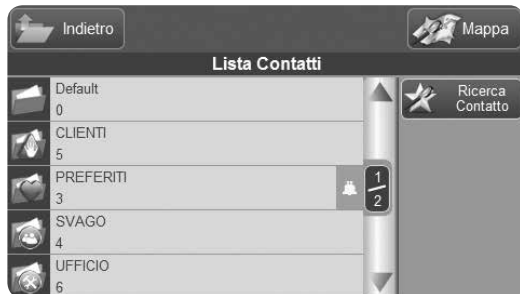 Indietro
Mappa
Lista Contatti
Default
0
CLIENTI
5
PREFERITI
3
SVAGO
4
UFFICIO
6
1
2
Ricerca
Contatto